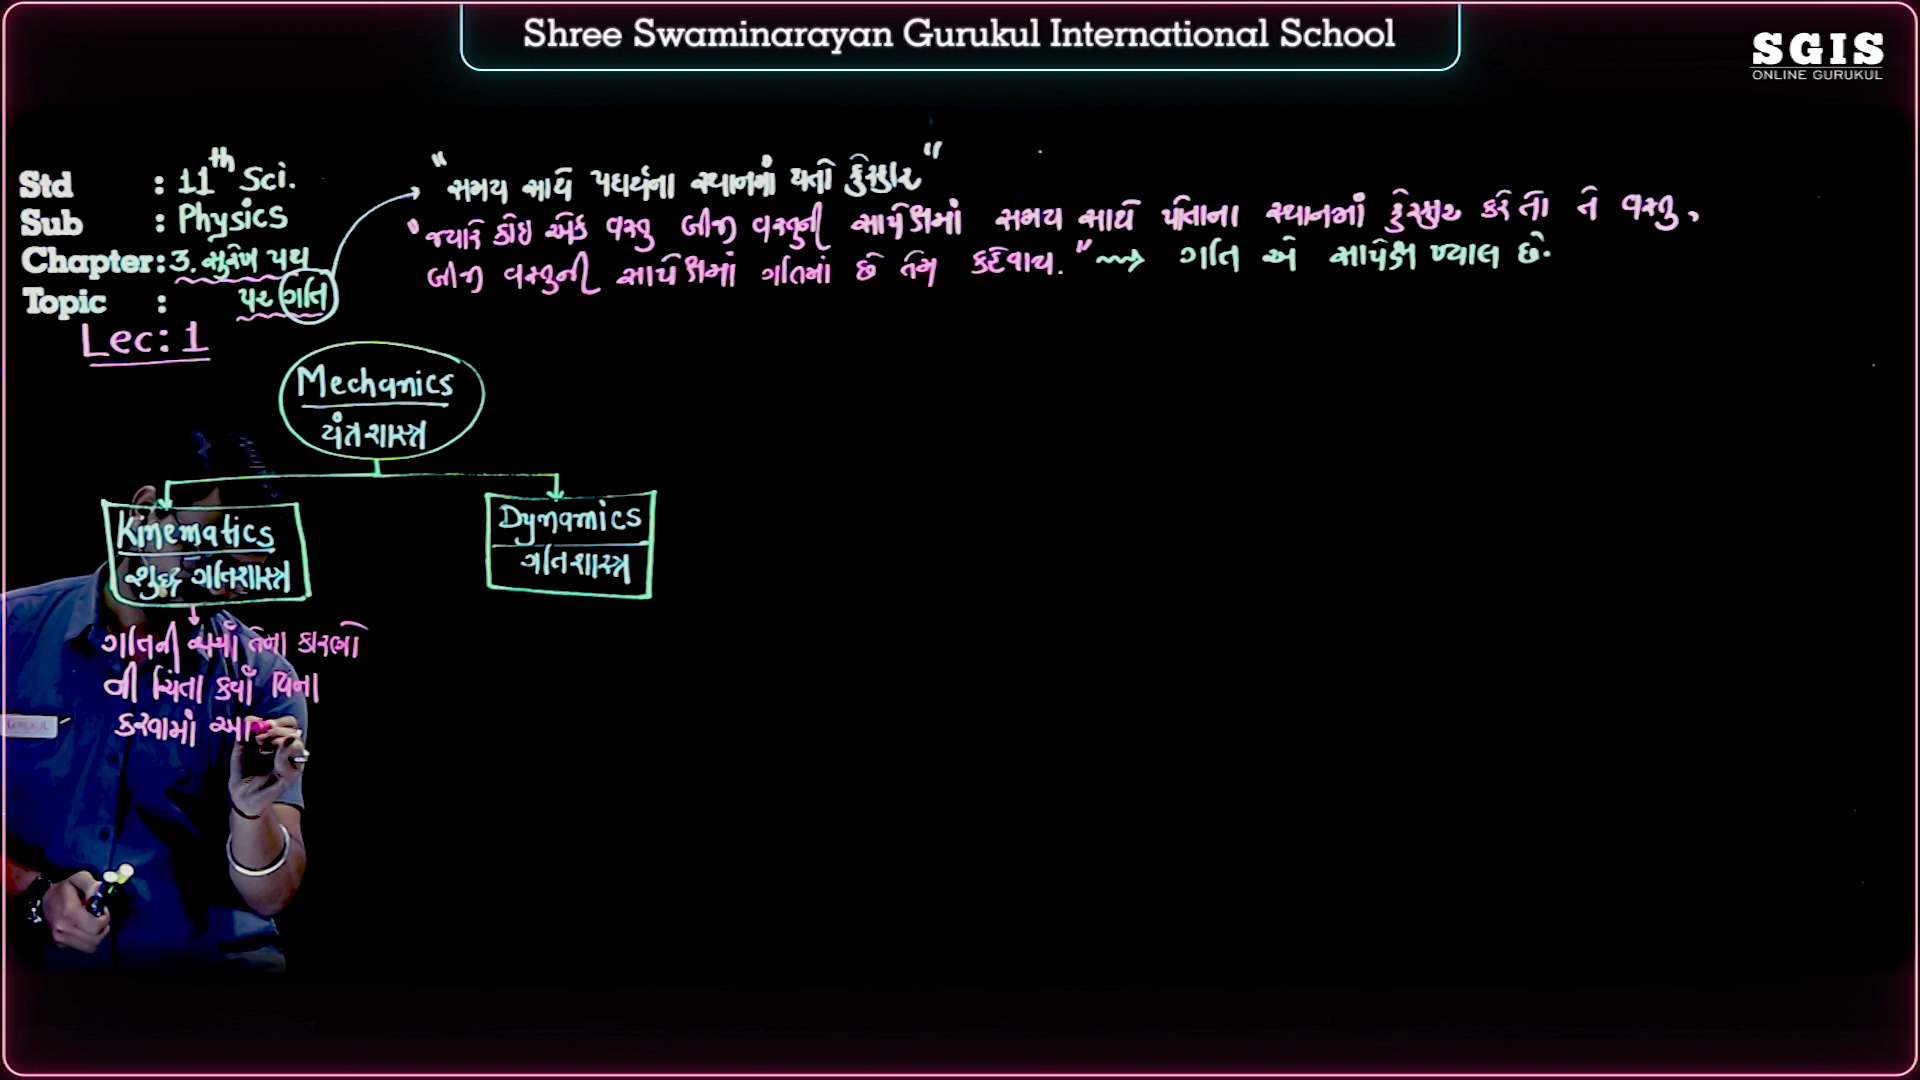 Shree Swaminarayan Gurukul International School
SGIS
ONLINE GURUKUL
Std : 11th Sci.
Sub : Physics
Chapter: 3. સુરેખ પથ
Topic : પર ગતિ
Lec: 1
"સમય સાથે પદાર્થના સ્થાનમાં થતો ફેરફાર"
"જ્યારે કોઇ એક વસ્તુ બીજી વસ્તુની સાપેક્ષમાં સમય સાથે પોતાના સ્થાનમાં ફેરફાર કરે તો તે વસ્તુ,
બીજી વસ્તુની સાપેક્ષમાં ગતિમાં છે તેમ કહેવાય." ⟿ ગતિ એ સાપેક્ષ ખ્યાલ છે.
Mechanics
યંત્રશાસ્ત્ર
Kinematics
શુદ્ધ ગતિશાસ્ત્ર
Dynamics
ગતિશાસ્ત્ર
ગતિની ચર્ચા તેના કારણો
ની ચિંતા કર્યા વિના
કરવામાં આ